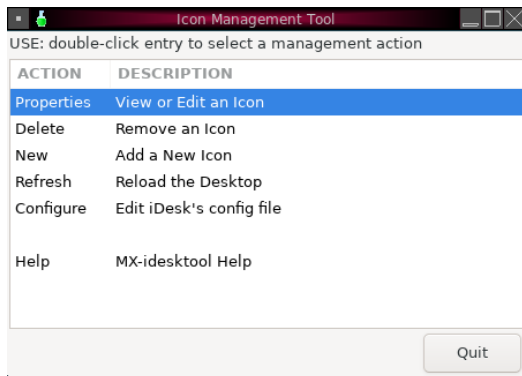 Icon Management Tool
USE: double-click entry to select a management action
ACTION DESCRIPTION
Properties View or Edit an Icon
Delete Remove an Icon
New Add a New Icon
Refresh Reload the Desktop
Configure Edit iDesk's config file
Help MX-idesktool Help
Quit